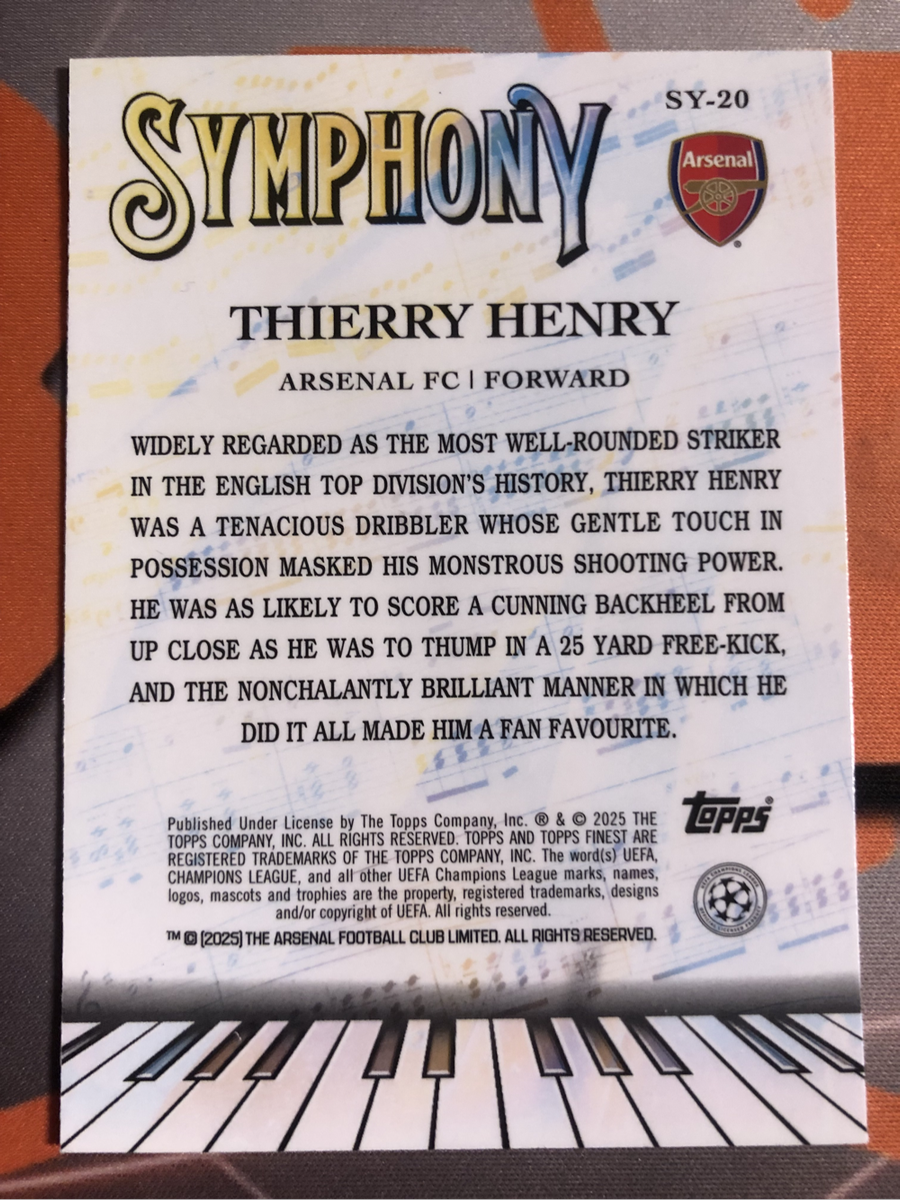 SYMPHONY
SY-20
Arsenal
THIERRY HENRY
ARSENAL FC | FORWARD
WIDELY REGARDED AS THE MOST WELL-ROUNDED STRIKER
IN THE ENGLISH TOP DIVISION'S HISTORY, THIERRY HENRY
WAS A TENACIOUS DRIBBLER WHOSE GENTLE TOUCH IN
POSSESSION MASKED HIS MONSTROUS SHOOTING POWER.
HE WAS AS LIKELY TO SCORE A CUNNING BACKHEEL FROM
UP CLOSE AS HE WAS TO THUMP IN A 25 YARD FREE-KICK,
AND THE NONCHALANTLY BRILLIANT MANNER IN WHICH HE
DID IT ALL MADE HIM A FAN FAVOURITE.
Published Under License by The Topps Company, Inc. ® & © 2025 THE
TOPPS COMPANY, INC. ALL RIGHTS RESERVED. TOPPS AND TOPPS FINEST ARE
REGISTERED TRADEMARKS OF THE TOPPS COMPANY, INC. The word(s) UEFA,
CHAMPIONS LEAGUE, and all other UEFA Champions League marks, names,
logos, mascots and trophies are the property, registered trademarks, designs
and/or copyright of UEFA. All rights reserved.
™ © (2025) THE ARSENAL FOOTBALL CLUB LIMITED. ALL RIGHTS RESERVED.
topps®